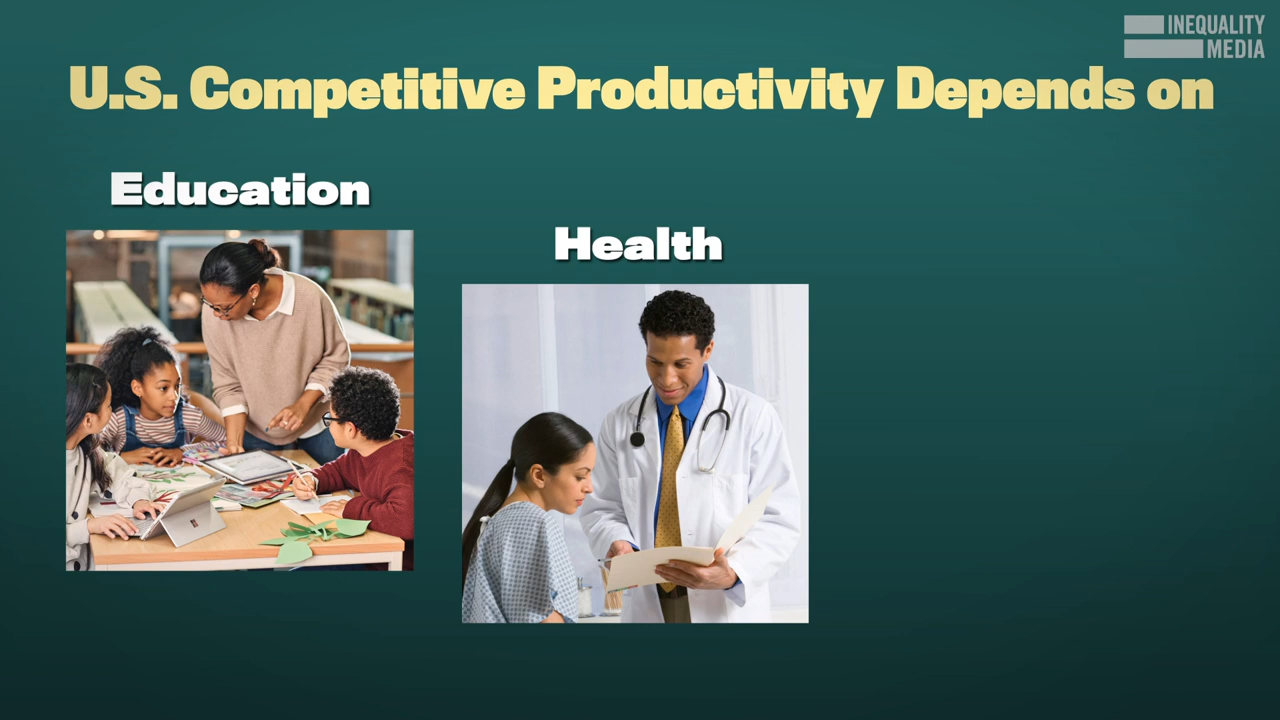 INEQUALITY
MEDIA
U.S. Competitive Productivity Depends on
Education
Health